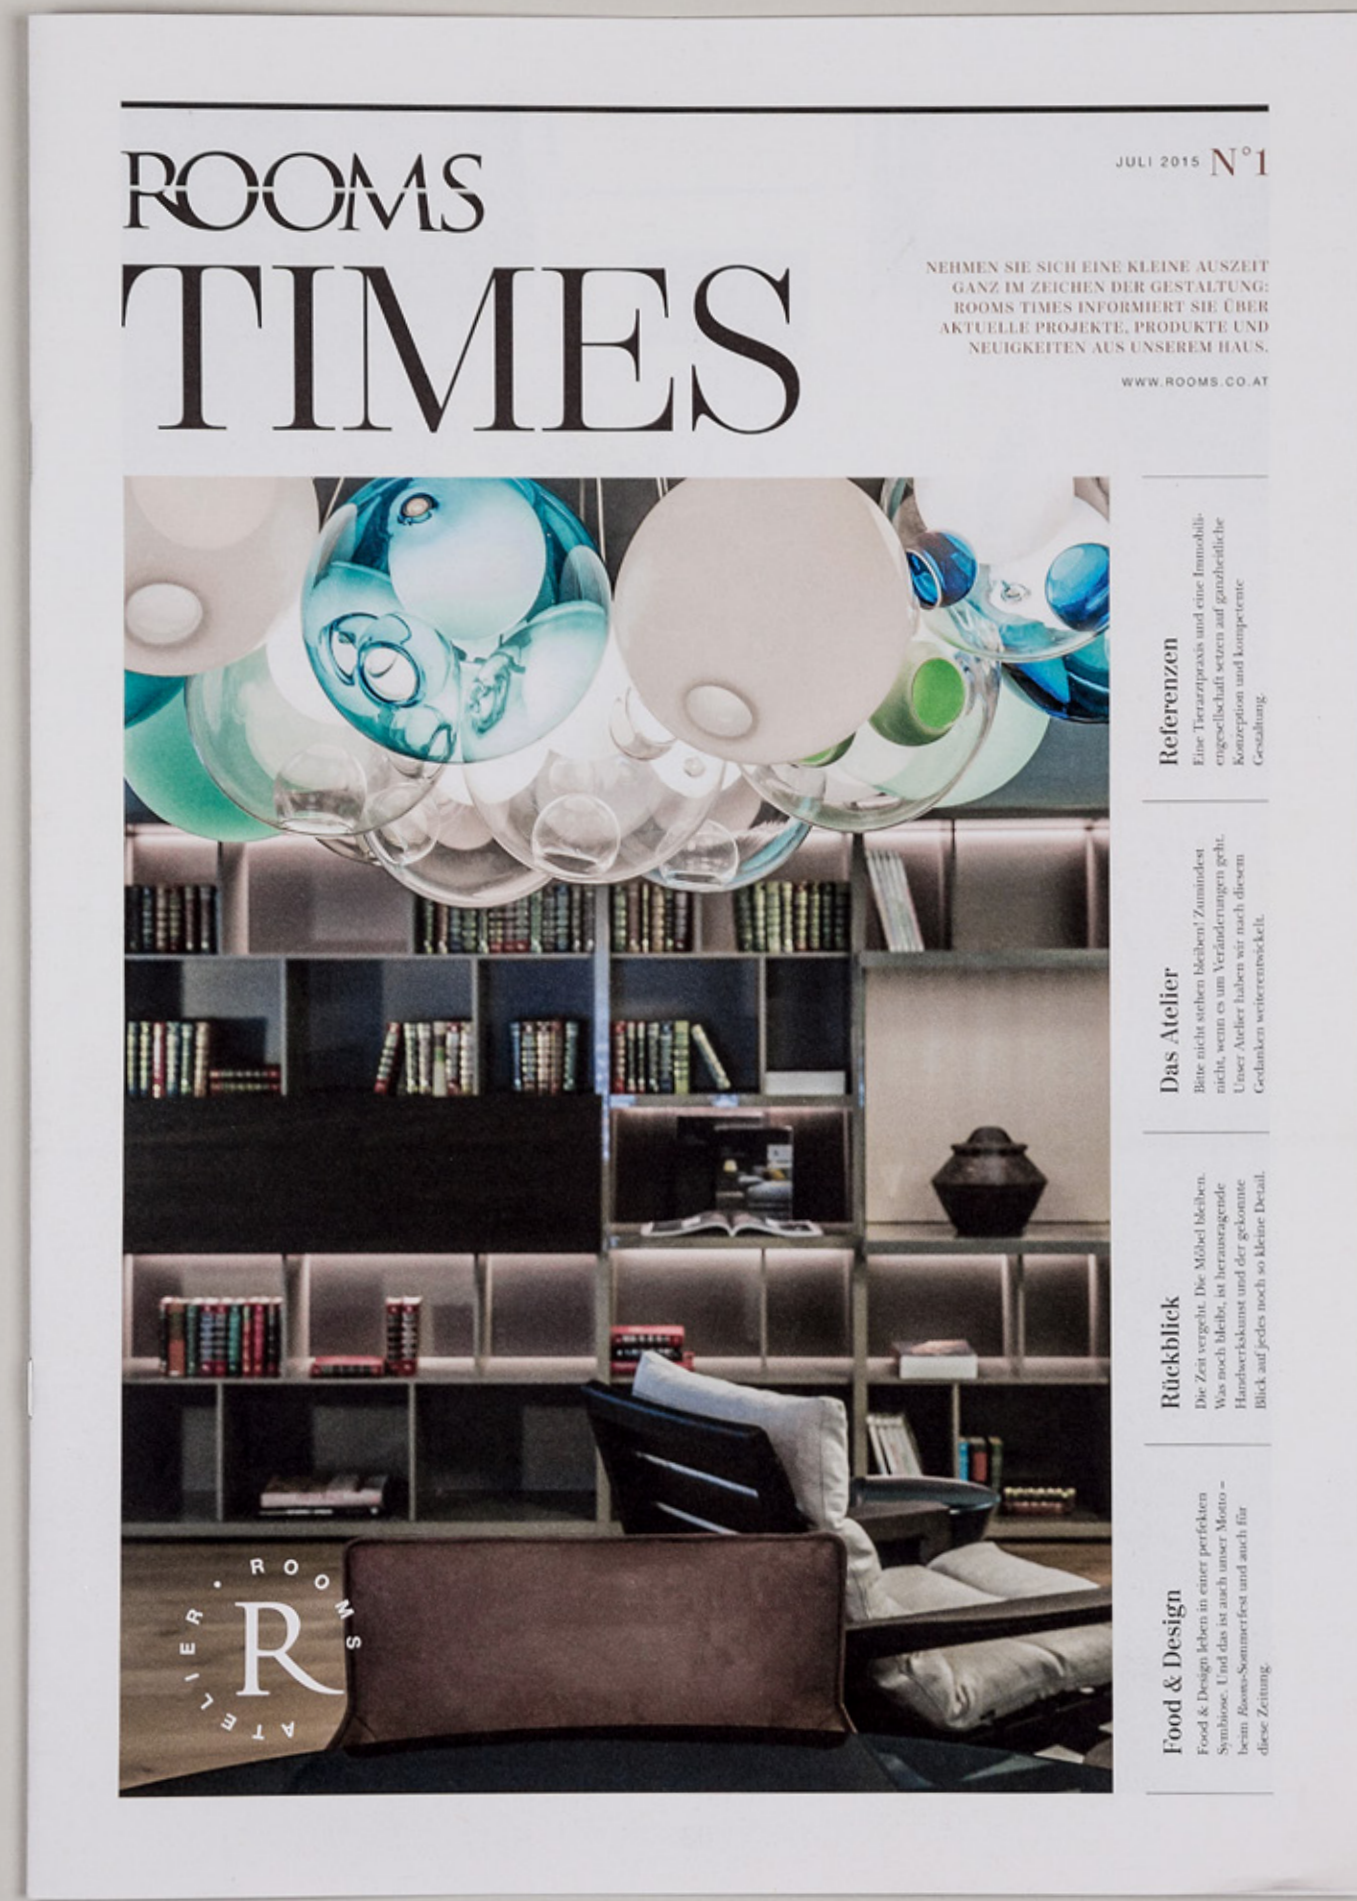 ROOMS
TIMES
JULI 2015 N°1
NEHMEN SIE SICH EINE KLEINE AUSZEIT
GANZ IM ZEICHEN DER GESTALTUNG:
ROOMS TIMES INFORMIERT SIE ÜBER
AKTUELLE PROJEKTE, PRODUKTE UND
NEUIGKEITEN AUS UNSEREM HAUS.
WWW.ROOMS.CO.AT
Referenzen
Eine Tierarztpraxis und eine Immobili-
engesellschaft setzen auf ganzheitliche
Konzeption und kompetente
Gestaltung.
Das Atelier
Bitte nicht stehen bleiben! Zumindest
nicht, wenn es um Veränderungen geht.
Unser Atelier haben wir nach diesem
Gedanken weiterentwickelt.
Rückblick
Die Zeit vergeht. Die Möbel bleiben.
Was noch bleibt, ist herausragende
Handwerkskunst und der gekonnte
Blick auf jedes noch so kleine Detail.
Food & Design
Food & Design leben in einer perfekten
Symbiose. Und das ist auch unser Motto –
beim Rooms-Sommerfest und auch für
diese Zeitung.
ATELIER · ROOMS
R